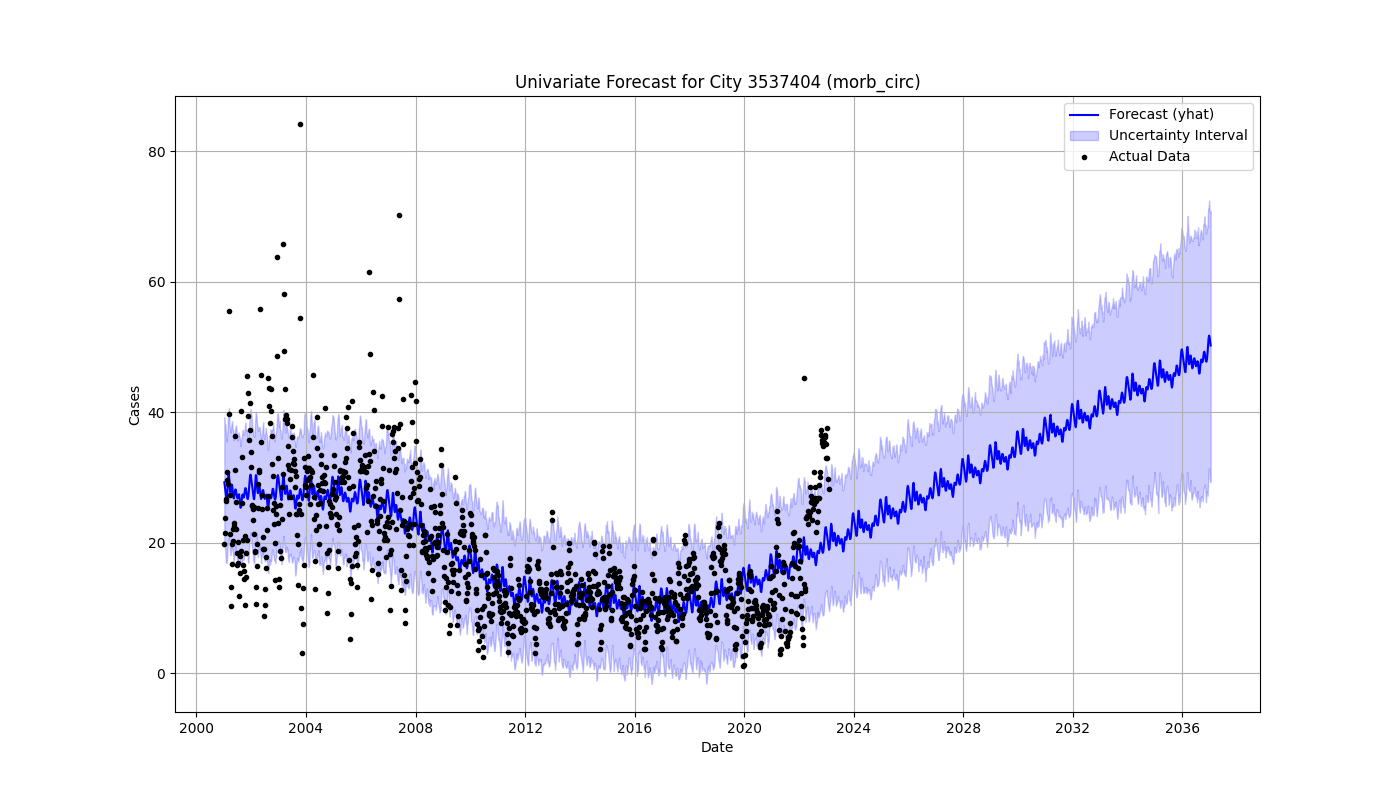 Univariate Forecast for City 3537404 (morb_circ)
Forecast (yhat)
Uncertainty Interval
Actual Data
Cases
80
60
40
20
0
2000 2004 2008 2012 2016 2020 2024 2028 2032 2036
Date